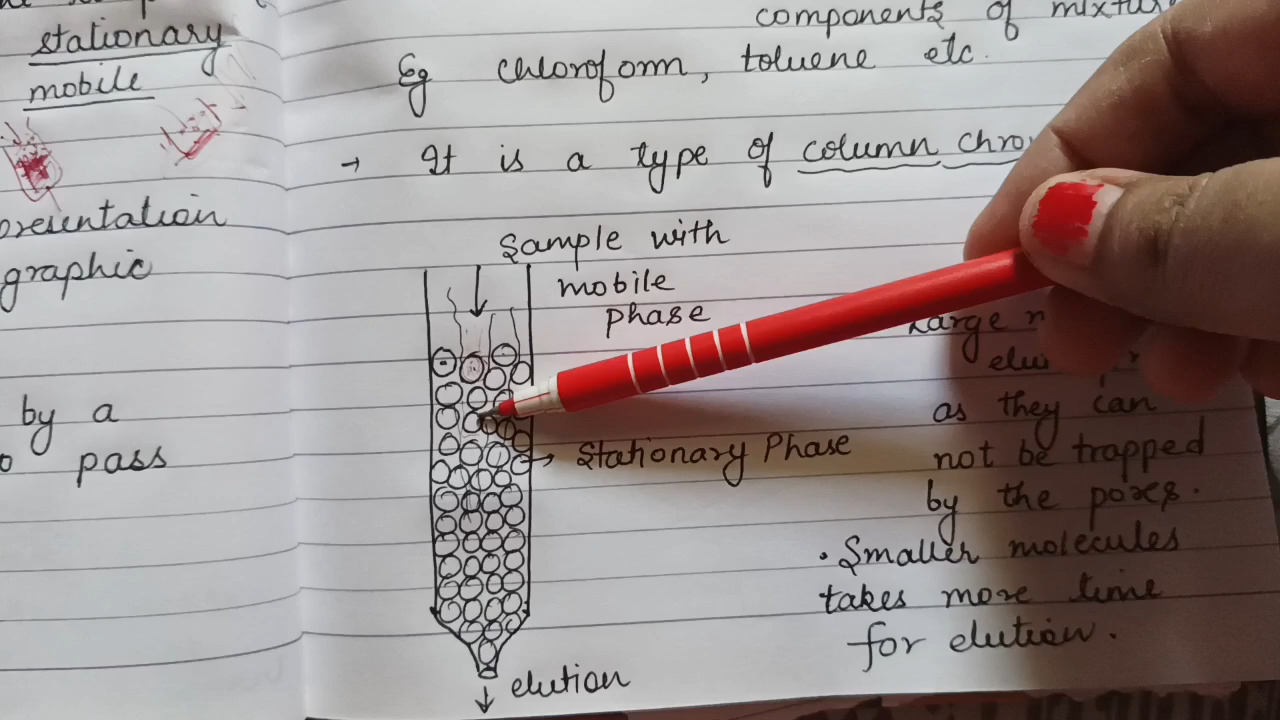 stationary
mobile
graphic
by a
pass
components of
Eg chloroform, toluene etc.
→ It is a type of column
Sample with
mobile
phase
Large
Stationary Phase
as they can
not be trapped
by the pores.
• Smaller molecules
takes more time
for elution.
elution